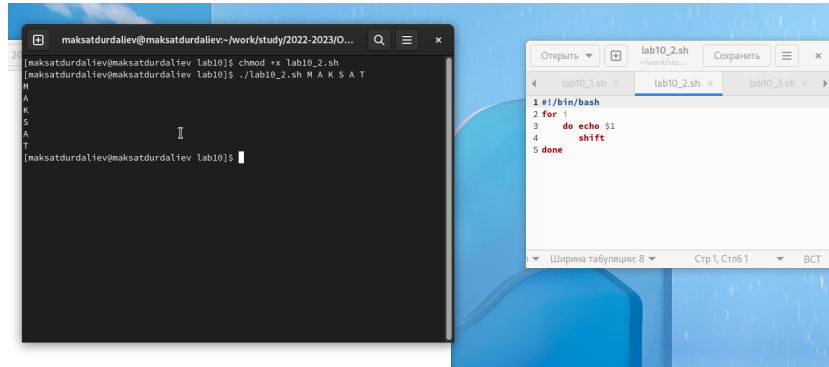 maksatdurdaliev@maksatdurdaliev:~/work/study/2022-2023/O...
[maksatdurdaliev@maksatdurdaliev lab10]$ chmod +x lab10_2.sh
[maksatdurdaliev@maksatdurdaliev lab10]$ ./lab10_2.sh M A K S A T
M
A
K
S
A
T
[maksatdurdaliev@maksatdurdaliev lab10]$
20
Открыть
lab10_2.sh
~/work/stu...
Сохранить
lab10_1.sh
lab10_2.sh
lab10_3.sh
1 #!/bin/bash
2 for i
3 do echo $1
4 shift
5 done
Ширина табуляции: 8
Стр 1, Стлб 1
ВСТ